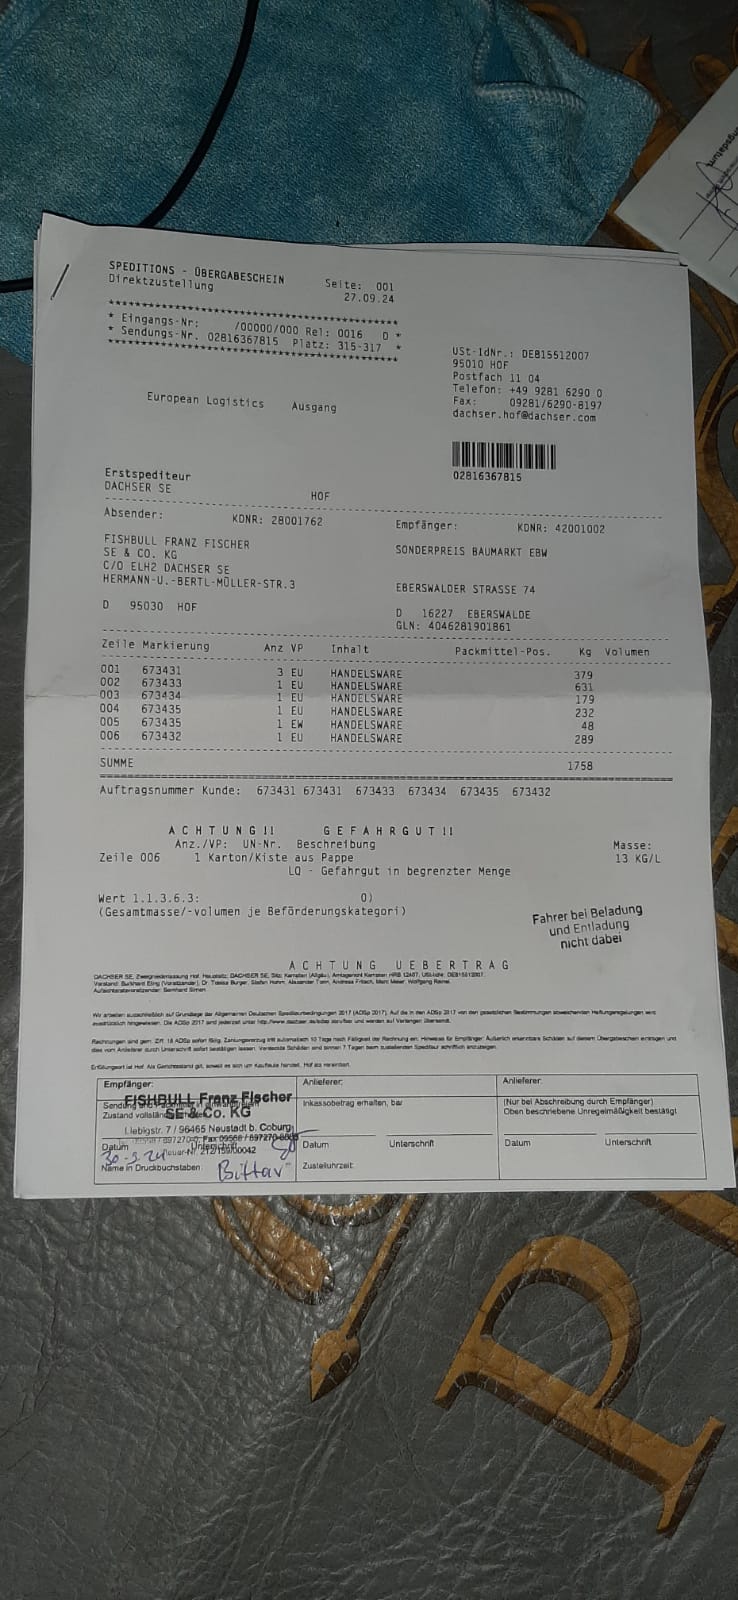 SPEDITIONS - ÜBERGABESCHEIN Seite: 001
Direktzustellung 27.09.24
****************************************
* Eingangs-Nr: /00000/000 Rel: 0016 D *
* Sendungs-Nr. 02816367815 Platz: 315-317 *
****************************************
USt-IdNr.: DE815512007
95010 HOF
Postfach 11 04
Telefon: +49 9281 6290 0
Fax: 09281/6290-8197
dachser.hof@dachser.com
European Logistics Ausgang
02816367815
Erstspediteur
DACHSER SE HOF
Absender: KDNR: 28001762
FISHBULL FRANZ FISCHER
SE & CO. KG
C/O ELH2 DACHSER SE
HERMANN-U.-BERTL-MÜLLER-STR.3
D 95030 HOF
Empfänger: KDNR: 42001002
SONDERPREIS BAUMARKT EBW
EBERSWALDER STRASSE 74
D 16227 EBERSWALDE
GLN: 4046281901861
Zeile Markierung Anz VP Inhalt Packmittel-Pos. Kg Volumen
001 673431 3 EU HANDELSWARE 379
002 673433 1 EU HANDELSWARE 631
003 673434 1 EU HANDELSWARE 179
004 673435 1 EU HANDELSWARE 232
005 673435 1 EW HANDELSWARE 48
006 673432 1 EU HANDELSWARE 289
SUMME 1758
Auftragsnummer Kunde: 673431 673431 673433 673434 673435 673432
ACHTUNG!! GEFAHRGUT!!
Anz./VP: UN-Nr. Beschreibung Masse:
Zeile 006 1 Karton/Kiste aus Pappe 13 KG/L
LQ - Gefahrgut in begrenzter Menge
Wert 1.1.3.6.3: 0)
(Gesamtmasse/-volumen je Beförderungskategori)
Fahrer bei Beladung
und Entladung
nicht dabei
ACHTUNG UEBERTRAG
Empfänger:
FISHBULL Franz Fischer
SE & Co. KG
Liebigstr. 7 / 96465 Neustadt b. Coburg
Datum
30-9-24
Name in Druckbuchstaben: Bittar
Anlieferer:
Inkassobetrag erhalten, bar
Datum Unterschrift
Zustelluhrzeit:
Anlieferer:
(Nur bei Abschreibung durch Empfänger)
Oben beschriebene Unregelmäßigkeit bestätigt
Datum Unterschrift